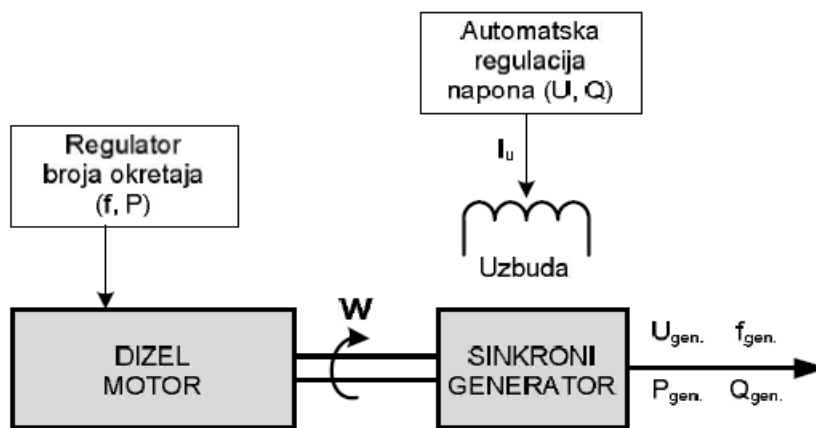 Automatska
regulacija
napona (U, Q)
Regulator
broja okretaja
(f, P)
Iu
Uzbuda
W
DIZEL
MOTOR
SINKRONI
GENERATOR
Ugen. fgen.
Pgen. Qgen.